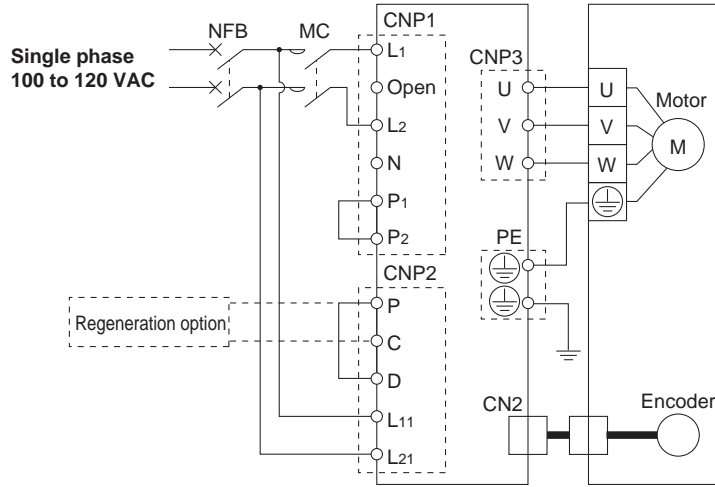 NFB MC CNP1
Single phase
100 to 120 VAC
L1
Open
L2
N
P1
P2
CNP3
U U
V V
W W
Motor
M
PE
CNP2
Regeneration option
P
C
D
L11
L21
CN2
Encoder